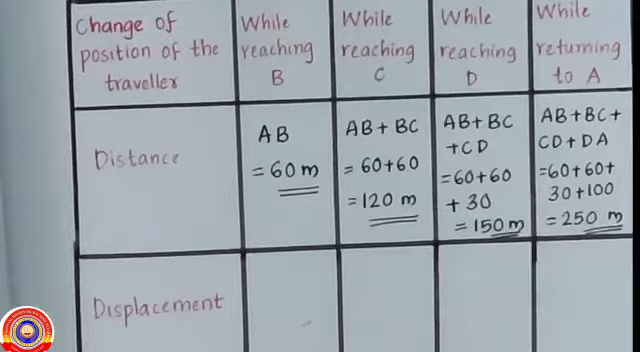 Change of
position of the
traveller
While
reaching
B
While
reaching
C
While
reaching
D
While
returning
to A
Distance
AB
= 60 m
AB + BC
= 60+60
= 120 m
AB + BC
+ CD
=60+60
+ 30
= 150 m
AB + BC +
CD + DA
=60+60+
30+100
= 250 m
Displacement